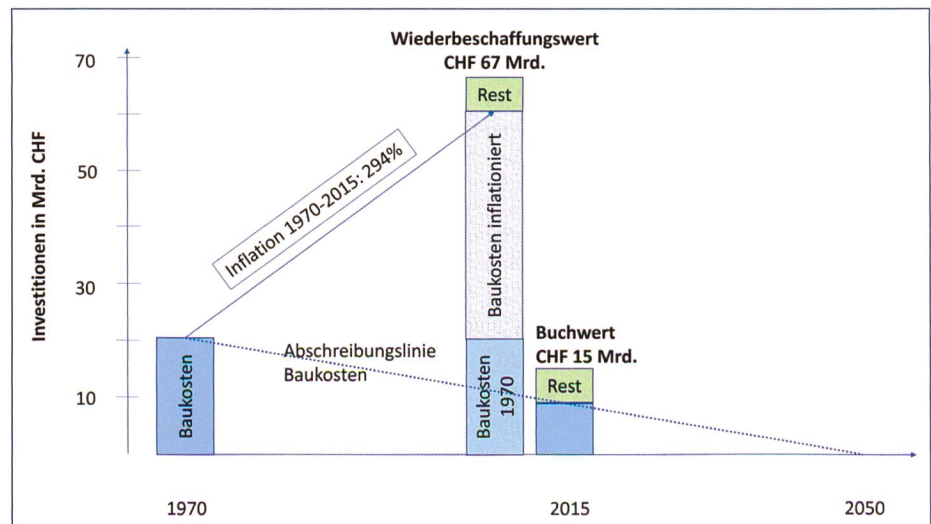 Wiederbeschaffungswert
CHF 67 Mrd.
70
Rest
Investitionen in Mrd. CHF
Inflation 1970-2015: 294%
Baukosten inflationiert
50
30
Buchwert
CHF 15 Mrd.
Abschreibungslinie
Baukosten
Rest
10
Baukosten
Baukosten
1970
1970
2015
2050